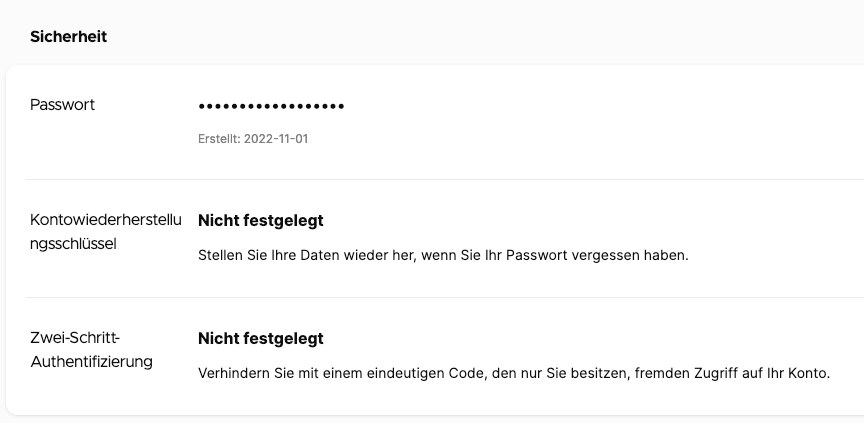 Sicherheit
Passwort
••••••••••••••••••
Erstellt: 2022-11-01
Kontowiederherstellu
ngsschlüssel
Nicht festgelegt
Stellen Sie Ihre Daten wieder her, wenn Sie Ihr Passwort vergessen haben.
Zwei-Schritt-
Authentifizierung
Nicht festgelegt
Verhindern Sie mit einem eindeutigen Code, den nur Sie besitzen, fremden Zugriff auf Ihr Konto.